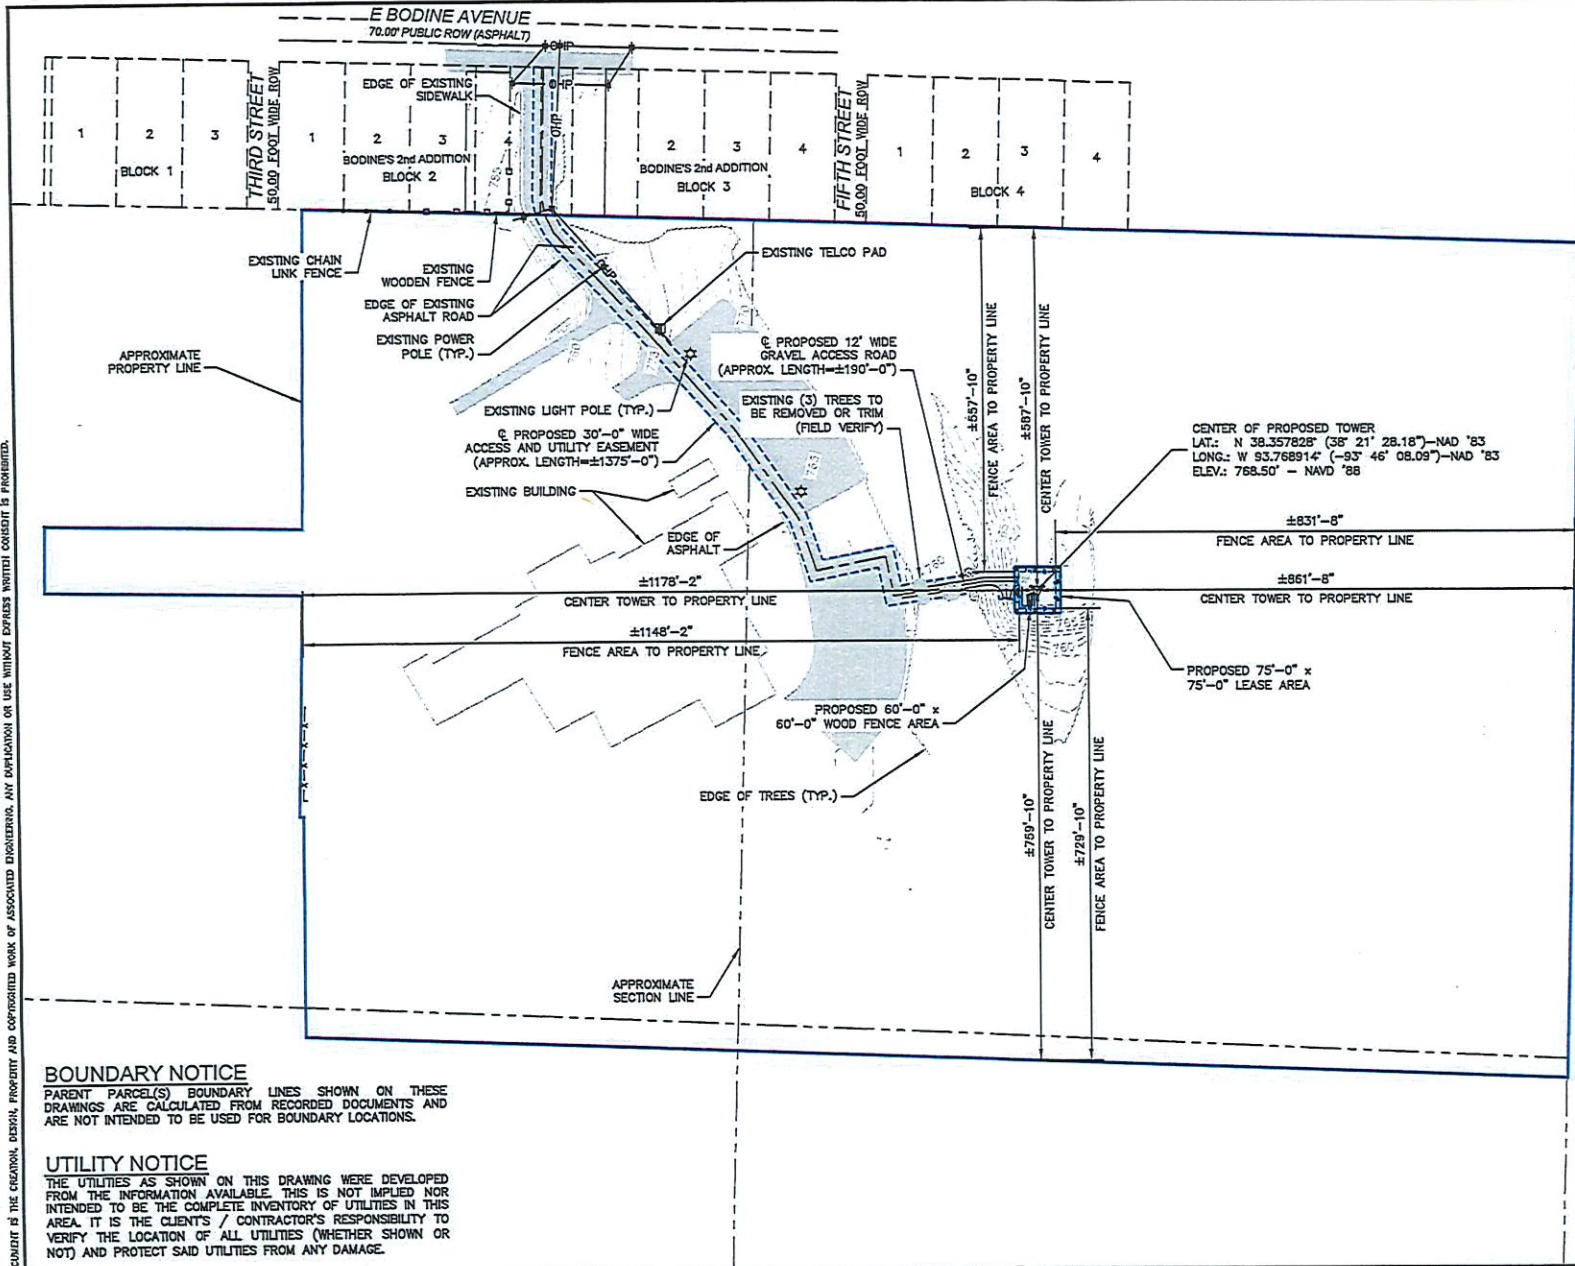 E BODINE AVENUE
70.00' PUBLIC ROW (ASPHALT)
OHP
OHP
OHP
EDGE OF EXISTING
SIDEWALK
THIRD STREET
50.00 FOOT WIDE ROW
FIFTH STREET
50.00 FOOT WIDE ROW
1
2
3
BLOCK 1
1
2
3
4
BODINE'S 2nd ADDITION
BLOCK 2
785
2
3
4
BODINE'S 2nd ADDITION
BLOCK 3
1
2
3
4
BLOCK 4
EXISTING CHAIN
LINK FENCE
EXISTING
WOODEN FENCE
EDGE OF EXISTING
ASPHALT ROAD
EXISTING POWER
POLE (TYP.)
OHP
EXISTING TELCO PAD
APPROXIMATE
PROPERTY LINE
℄ PROPOSED 12' WIDE
GRAVEL ACCESS ROAD
(APPROX. LENGTH=±190'-0")
EXISTING LIGHT POLE (TYP.)
EXISTING (3) TREES TO
BE REMOVED OR TRIM
(FIELD VERIFY)
℄ PROPOSED 30'-0" WIDE
ACCESS AND UTILITY EASEMENT
(APPROX. LENGTH=±1375'-0")
EXISTING BUILDING
EDGE OF
ASPHALT
±557'-10"
FENCE AREA TO PROPERTY LINE
±587'-10"
CENTER TOWER TO PROPERTY LINE
CENTER OF PROPOSED TOWER
LAT.: N 38.357828° (38° 21' 28.18")-NAD '83
LONG.: W 93.768914° (-93° 46' 08.09")-NAD '83
ELEV.: 768.50' - NAVD '88
±831'-8"
FENCE AREA TO PROPERTY LINE
±861'-8"
CENTER TOWER TO PROPERTY LINE
±1178'-2"
CENTER TOWER TO PROPERTY LINE
±1148'-2"
FENCE AREA TO PROPERTY LINE
760
PROPOSED 75'-0" x
75'-0" LEASE AREA
PROPOSED 60'-0" x
60'-0" WOOD FENCE AREA
EDGE OF TREES (TYP.)
±759'-10"
CENTER TOWER TO PROPERTY LINE
±729'-10"
FENCE AREA TO PROPERTY LINE
APPROXIMATE
SECTION LINE
BOUNDARY NOTICE
PARENT PARCEL(S) BOUNDARY LINES SHOWN ON THESE
DRAWINGS ARE CALCULATED FROM RECORDED DOCUMENTS AND
ARE NOT INTENDED TO BE USED FOR BOUNDARY LOCATIONS.
UTILITY NOTICE
THE UTILITIES AS SHOWN ON THIS DRAWING WERE DEVELOPED
FROM THE INFORMATION AVAILABLE. THIS IS NOT IMPLIED NOR
INTENDED TO BE THE COMPLETE INVENTORY OF UTILITIES IN THIS
AREA. IT IS THE CLIENT'S / CONTRACTOR'S RESPONSIBILITY TO
VERIFY THE LOCATION OF ALL UTILITIES (WHETHER SHOWN OR
NOT) AND PROTECT SAID UTILITIES FROM ANY DAMAGE.
IS THE CREATION, DESIGN, PROPERTY AND COPYRIGHTED WORK OF ASSOCIATED ENGINEERING. ANY DUPLICATION OR USE WITHOUT EXPRESS WRITTEN CONSENT IS PROHIBITED.